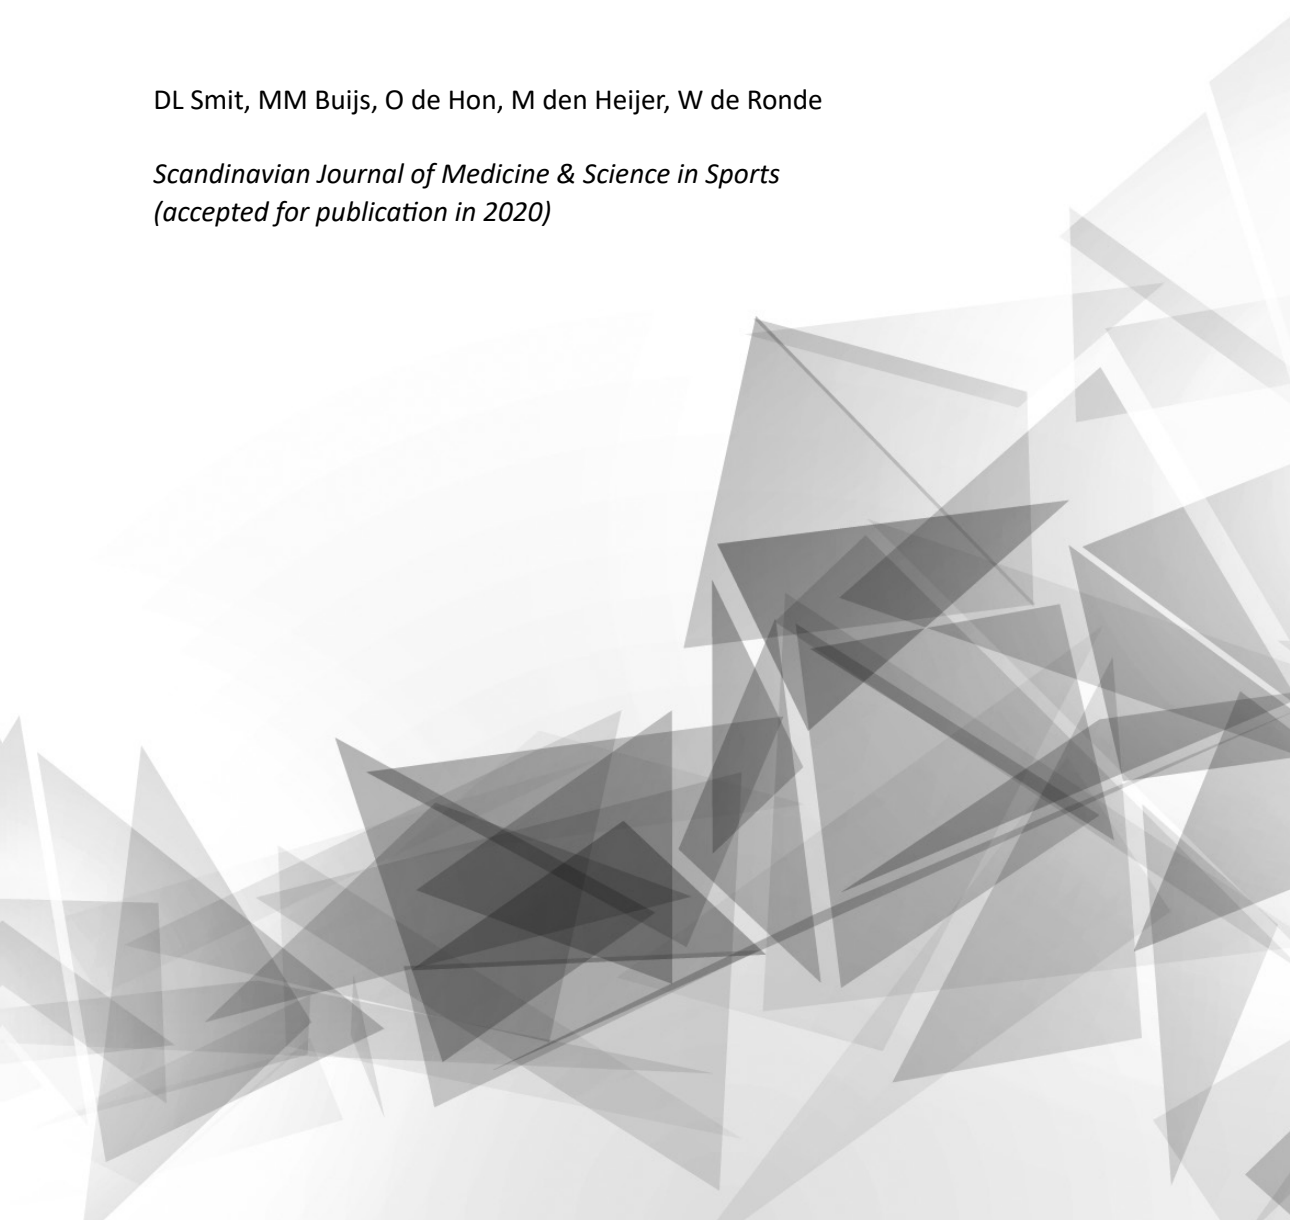 DL Smit, MM Buijs, O de Hon, M den Heijer, W de Ronde
Scandinavian Journal of Medicine & Science in Sports
(accepted for publication in 2020)